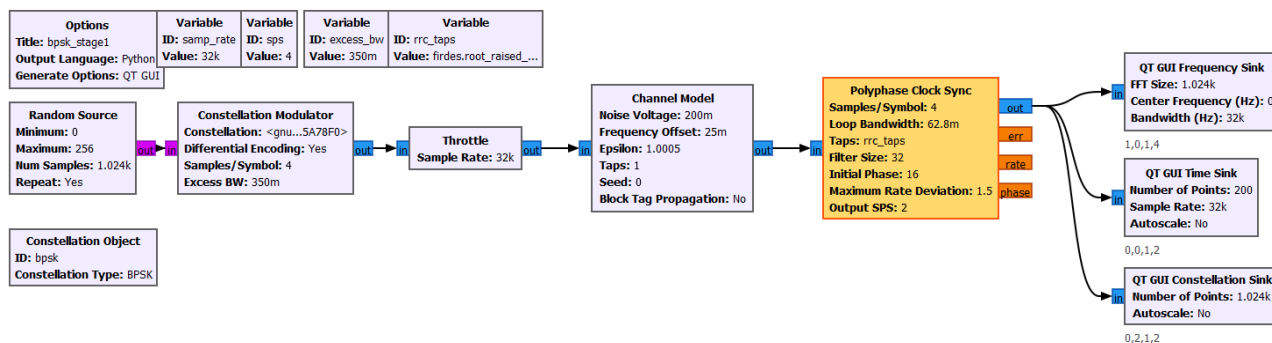 Options
Title: bpsk_stage1
Output Language: Python
Generate Options: QT GUI
Variable
ID: samp_rate
Value: 32k
Variable
ID: sps
Value: 4
Variable
ID: excess_bw
Value: 350m
Variable
ID: rrc_taps
Value: firdes.root_raised_...
Random Source
Minimum: 0
Maximum: 256
Num Samples: 1.024k
Repeat: Yes
out
in
Constellation Modulator
Constellation: <gnu...5A78F0>
Differential Encoding: Yes
Samples/Symbol: 4
Excess BW: 350m
out
in
Throttle
Sample Rate: 32k
out
in
Channel Model
Noise Voltage: 200m
Frequency Offset: 25m
Epsilon: 1.0005
Taps: 1
Seed: 0
Block Tag Propagation: No
out
in
Polyphase Clock Sync
Samples/Symbol: 4
Loop Bandwidth: 62.8m
Taps: rrc_taps
Filter Size: 32
Initial Phase: 16
Maximum Rate Deviation: 1.5
Output SPS: 2
out
err
rate
phase
in
QT GUI Frequency Sink
FFT Size: 1.024k
Center Frequency (Hz): 0
Bandwidth (Hz): 32k
1,0,1,4
in
QT GUI Time Sink
Number of Points: 200
Sample Rate: 32k
Autoscale: No
0,0,1,2
in
QT GUI Constellation Sink
Number of Points: 1.024k
Autoscale: No
0,2,1,2
Constellation Object
ID: bpsk
Constellation Type: BPSK